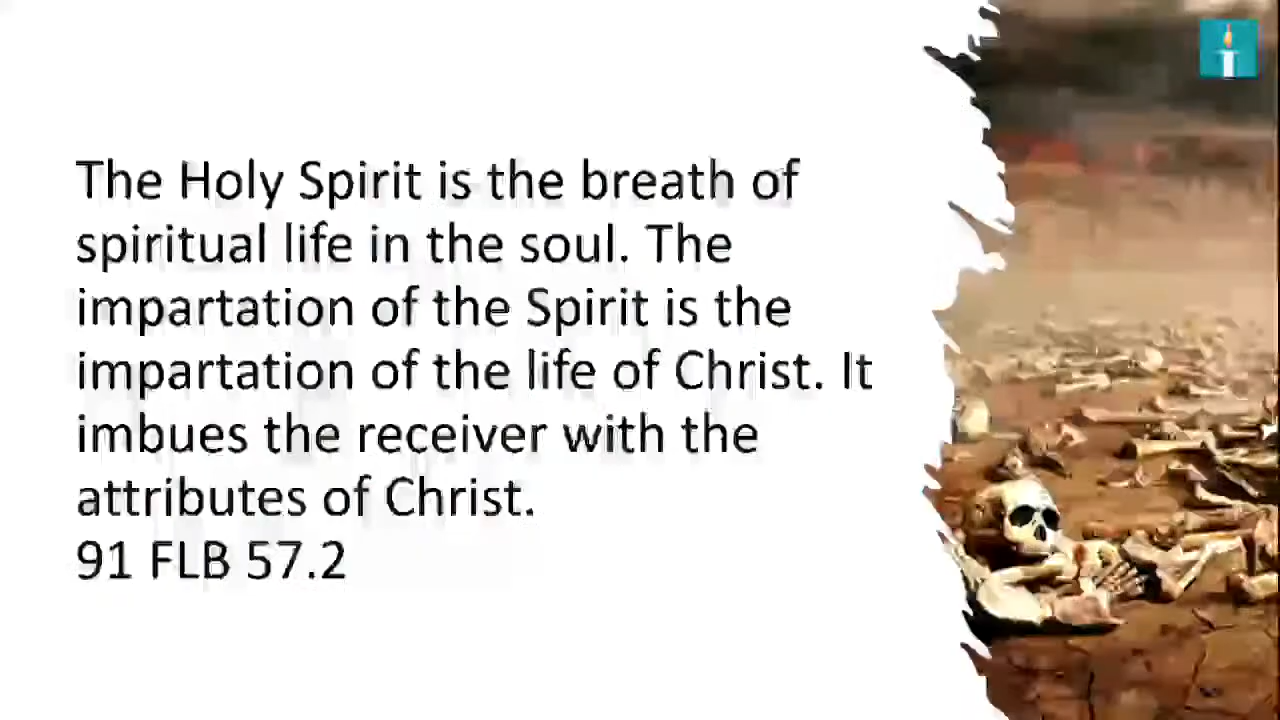 The Holy Spirit is the breath of
spiritual life in the soul. The
impartation of the Spirit is the
impartation of the life of Christ. It
imbues the receiver with the
attributes of Christ.
91 FLB 57.2